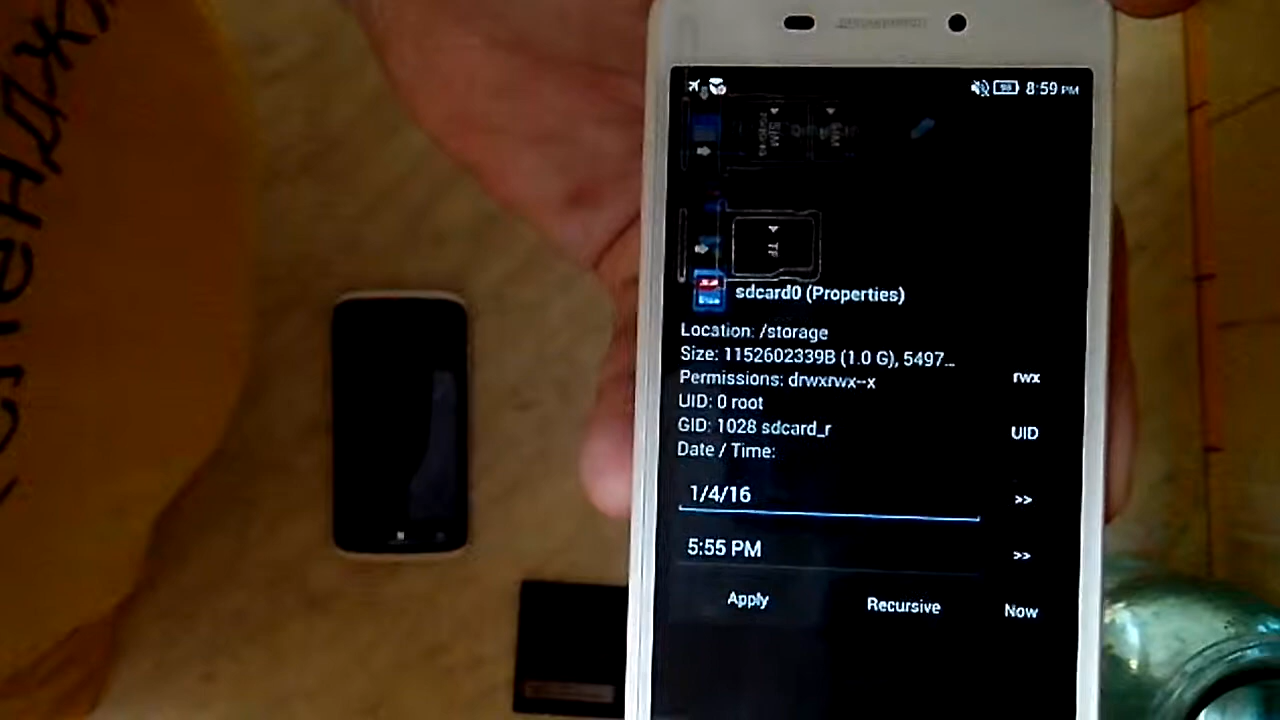 8:59 PM
SIM
SIM
TF
sdcard0 (Properties)
Location: /storage
Size: 1152602339B (1.0 G), 5497...
Permissions: drwxrwx--x
rwx
UID: 0 root
GID: 1028 sdcard_r
UID
Date / Time:
1/4/16
>>
5:55 PM
>>
Apply
Recursive
Now